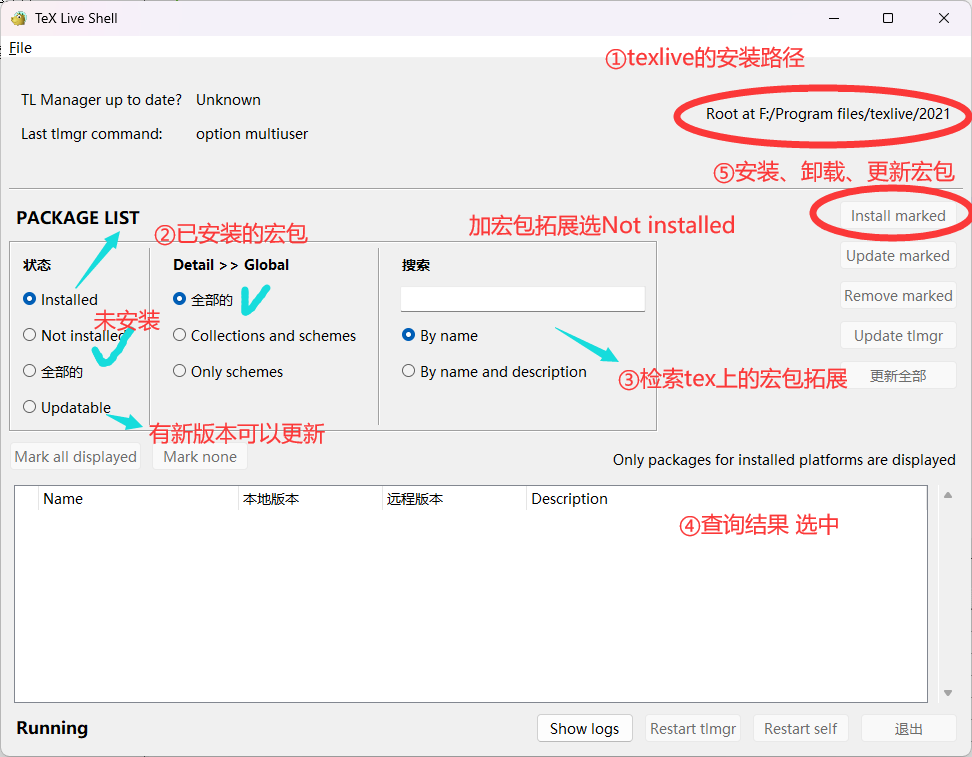 TeX Live Shell
File
①texlive的安装路径
TL Manager up to date? Unknown
Root at F:/Program files/texlive/2021
Last tlmgr command: option multiuser
⑤安装、卸载、更新宏包
PACKAGE LIST
②已安装的宏包
加宏包拓展选Not installed
Install marked
状态
Detail >> Global
搜索
Update marked
Installed
全部的
Install marked
未安装
Not installed
Collections and schemes
By name
Remove marked
Update tlmgr
全部的
Only schemes
By name and description
③检索tex上的宏包拓展
更新全部
Updatable
有新版本可以更新
Mark all displayed
Mark none
Only packages for installed platforms are displayed
Name 本地版本 远程版本 Description
④查询结果 选中
Running
Show logs
Restart tlmgr
Restart self
退出